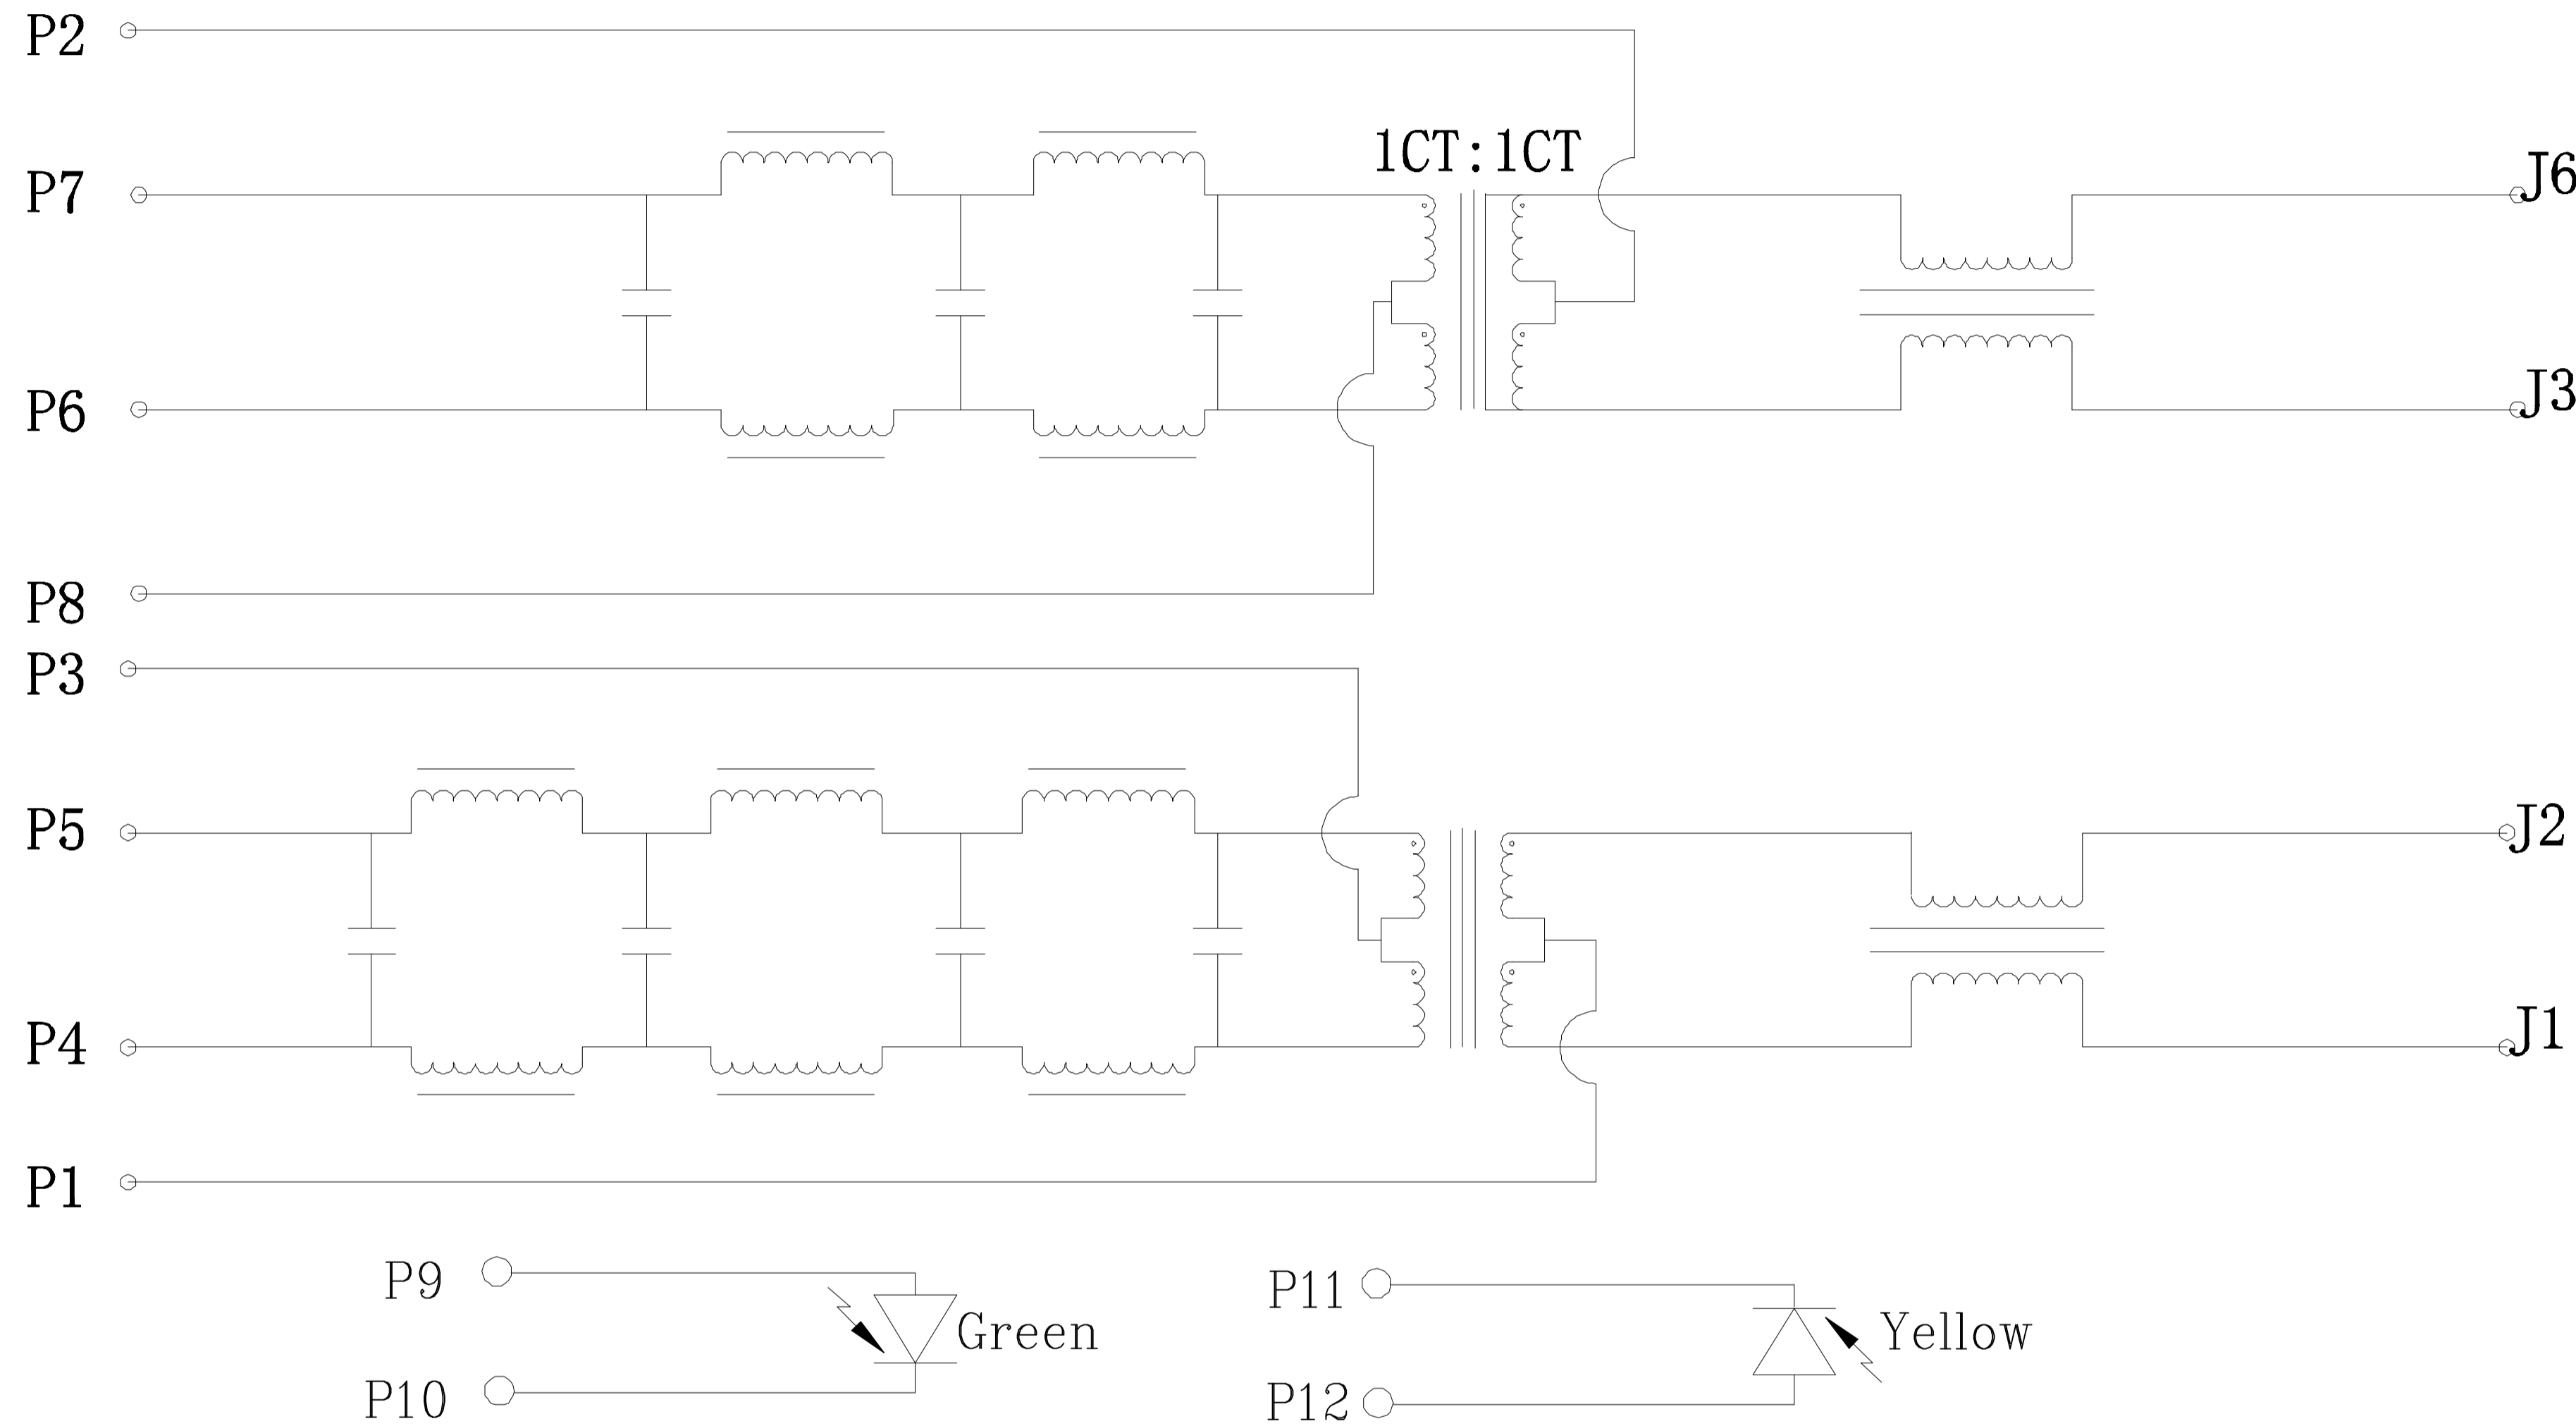 P2
1CT:1CT
P7
J6
P6
J3
P8
P3
P5
J2
P4
J1
P1
P9
P11
Green
Yellow
P10
P12